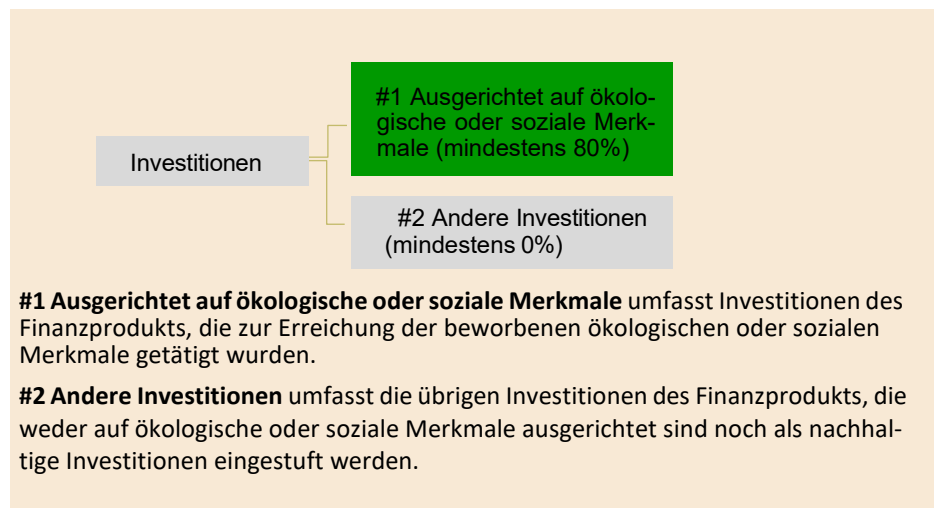 #1 Ausgerichtet auf ökolo-
gische oder soziale Merk-
male (mindestens 80%)
Investitionen
#2 Andere Investitionen
(mindestens 0%)
#1 Ausgerichtet auf ökologische oder soziale Merkmale umfasst Investitionen des
Finanzprodukts, die zur Erreichung der beworbenen ökologischen oder sozialen
Merkmale getätigt wurden.
#2 Andere Investitionen umfasst die übrigen Investitionen des Finanzprodukts, die
weder auf ökologische oder soziale Merkmale ausgerichtet sind noch als nachhal-
tige Investitionen eingestuft werden.